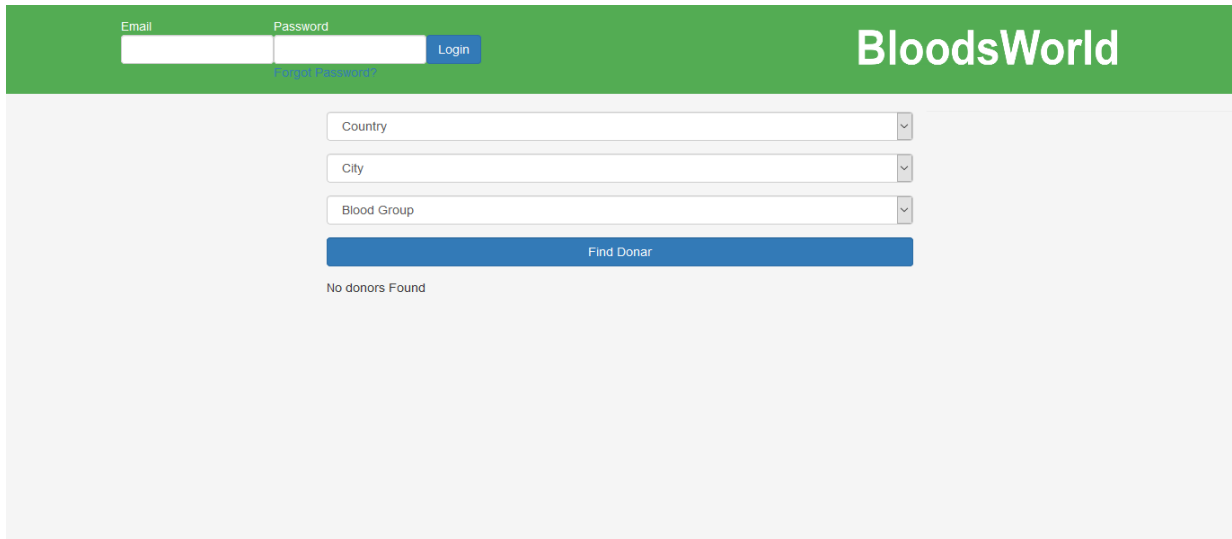 Email Password
Login
BloodsWorld
Forgot Password?
Country
City
Blood Group
Find Donar
No donors Found